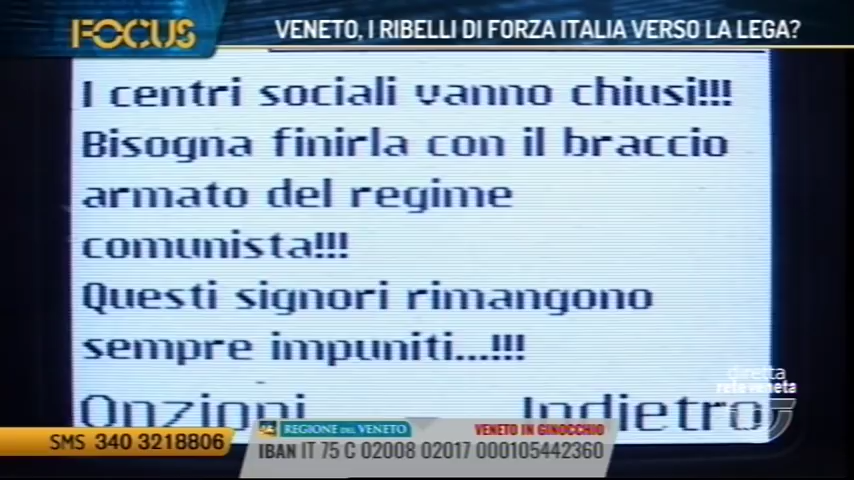 FOCUS
VENETO, I RIBELLI DI FORZA ITALIA VERSO LA LEGA?
I centri sociali vanno chiusi!!!
Bisogna finirla con il braccio
armato del regime
comunista!!!
Questi signori rimangono
sempre impuniti...!!!
Opzioni Indietro
diretta
reteveneta
SMS 340 3218806
REGIONE DEL VENETO VENETO IN GINOCCHIO
IBAN IT 75 C 02008 02017 000105442360